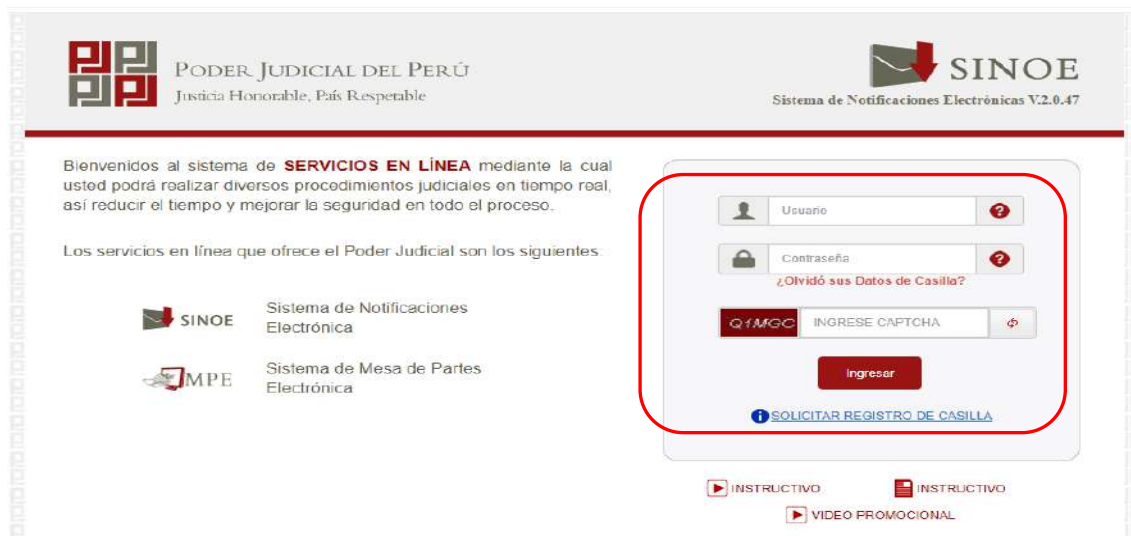 PODER JUDICIAL DEL PERÚ
Justicia Honorable, País Respetable
SINOE
Sistema de Notificaciones Electrónicas V.2.0.47
Bienvenidos al sistema de SERVICIOS EN LÍNEA mediante la cual
usted podrá realizar diversos procedimientos judiciales en tiempo real,
así reducir el tiempo y mejorar la seguridad en todo el proceso.
Los servicios en línea que ofrece el Poder Judicial son los siguientes:
SINOE
Sistema de Notificaciones
Electrónica
MPE
Sistema de Mesa de Partes
Electrónica
Usuario
Contraseña
¿Olvidó sus Datos de Casilla?
Q1MGC INGRESE CAPTCHA
Ingresar
SOLICITAR REGISTRO DE CASILLA
INSTRUCTIVO INSTRUCTIVO
VIDEO PROMOCIONAL